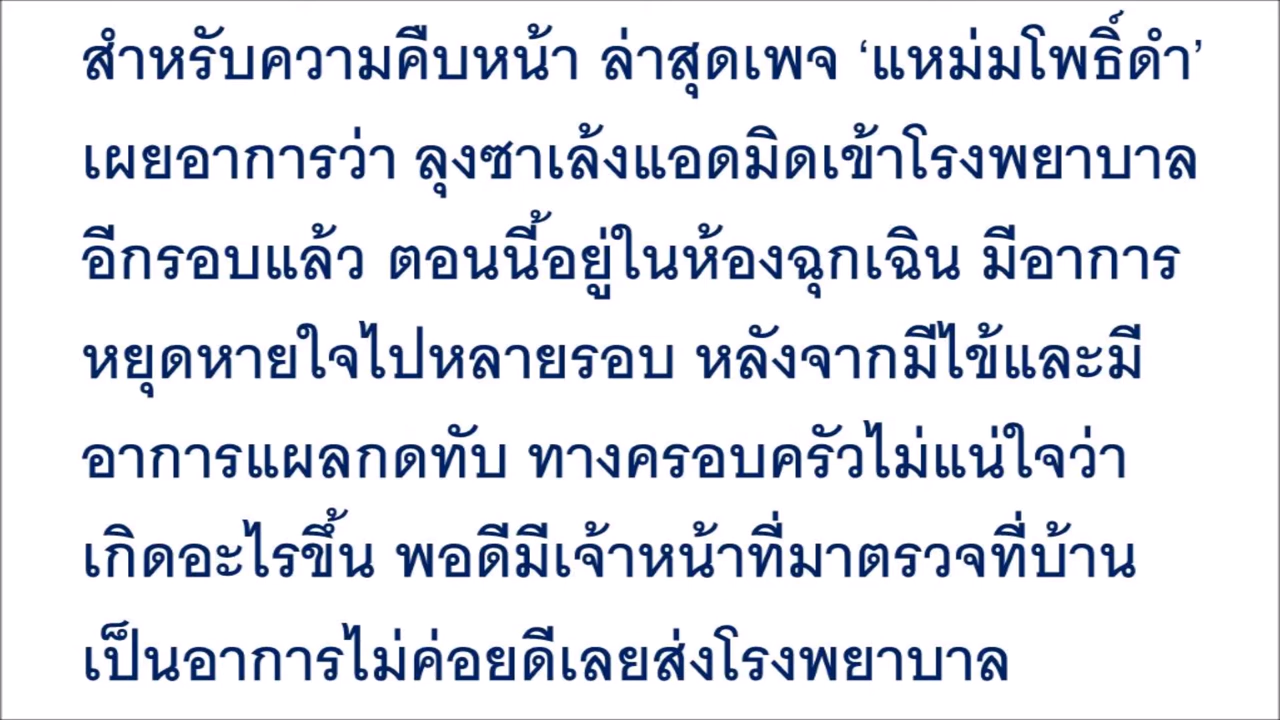 สำหรับความคืบหน้า ล่าสุดเพจ ‘แหม่มโพธิ์ดำ’
เผยอาการว่า ลุงซาเล้งแอดมิดเข้าโรงพยาบาล
อีกรอบแล้ว ตอนนี้อยู่ในห้องฉุกเฉิน มีอาการ
หยุดหายใจไปหลายรอบ หลังจากมีไข้และมี
อาการแผลกดทับ ทางครอบครัวไม่แน่ใจว่า
เกิดอะไรขึ้น พอดีมีเจ้าหน้าที่มาตรวจที่บ้าน
เป็นอาการไม่ค่อยดีเลยส่งโรงพยาบาล